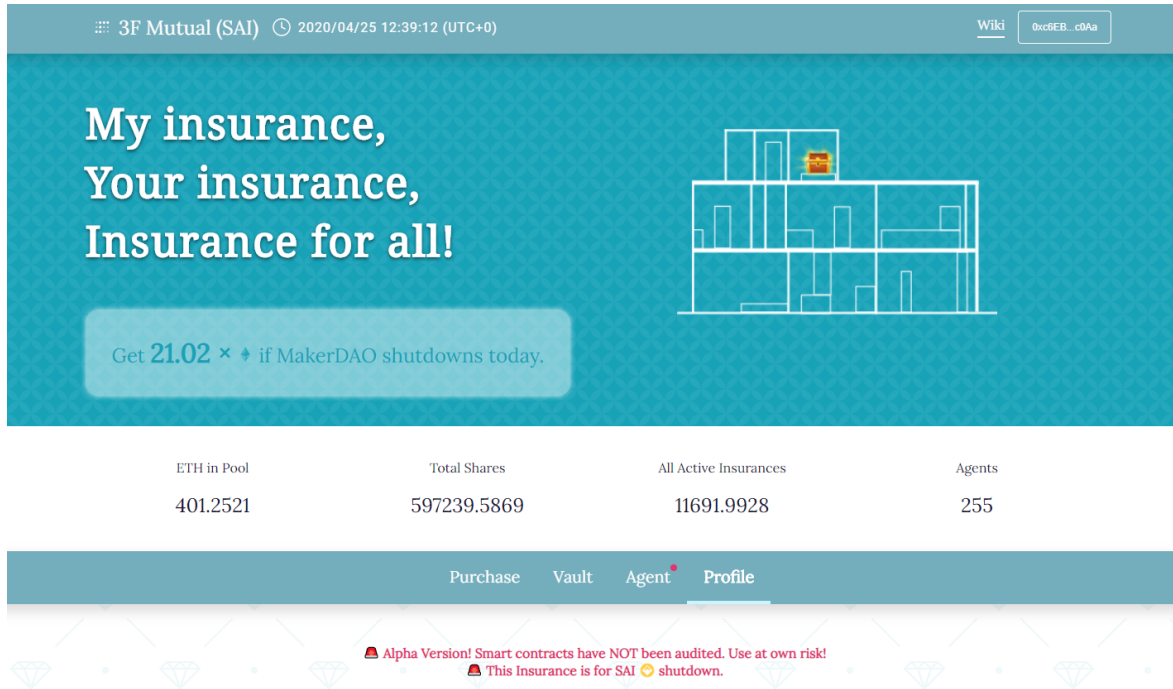 3F Mutual (SAI) 2020/04/25 12:39:12 (UTC+0) Wiki 0xc6EB...c0Aa
My insurance,
Your insurance,
Insurance for all!
Get 21.02 × if MakerDAO shutdowns today.
ETH in Pool Total Shares All Active Insurances Agents
401.2521 597239.5869 11691.9928 255
Purchase Vault Agent Profile
Alpha Version! Smart contracts have NOT been audited. Use at own risk!
This Insurance is for SAI shutdown.